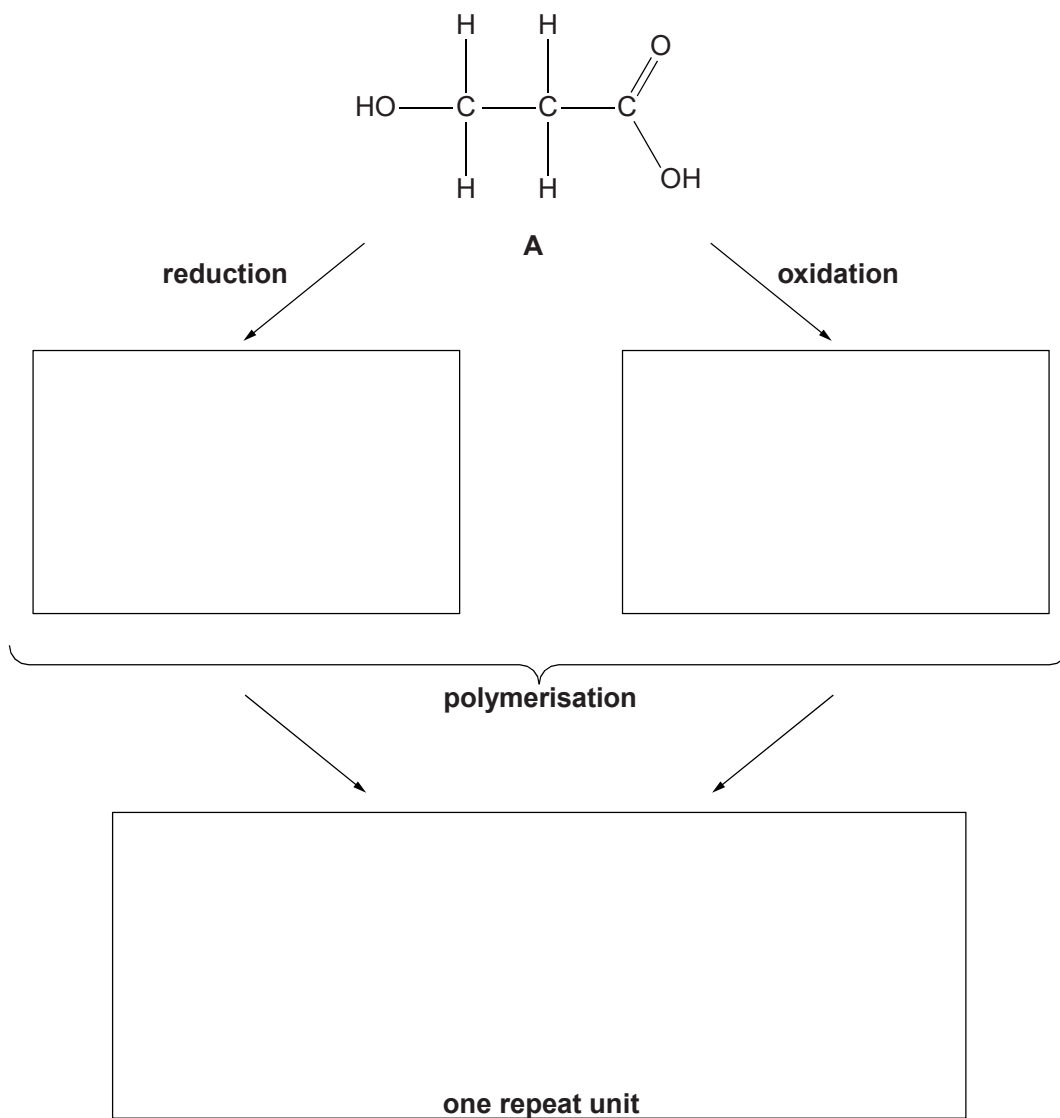 H H O
HO C C C
H H OH
A
reduction oxidation
polymerisation
one repeat unit